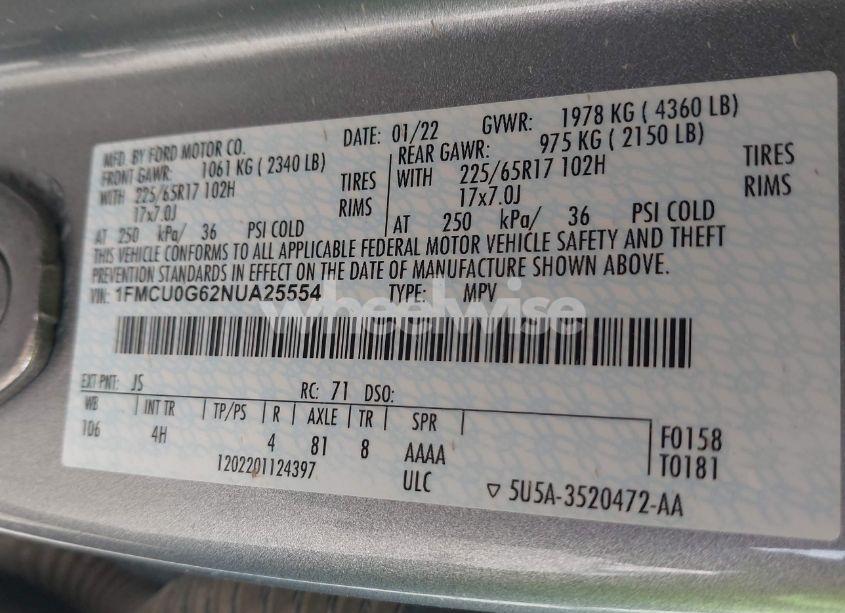 MFD. BY FORD MOTOR CO. DATE: 01/22 GVWR: 1978 KG ( 4360 LB)
FRONT GAWR: 1061 KG ( 2340 LB) REAR GAWR: 975 KG ( 2150 LB)
WITH 225/65R17 102H TIRES WITH 225/65R17 102H TIRES
17x7.0J RIMS 17x7.0J RIMS
AT 250 kPa/ 36 PSI COLD AT 250 kPa/ 36 PSI COLD
THIS VEHICLE CONFORMS TO ALL APPLICABLE FEDERAL MOTOR VEHICLE SAFETY AND THEFT
PREVENTION STANDARDS IN EFFECT ON THE DATE OF MANUFACTURE SHOWN ABOVE.
VIN: 1FMCU0G62NUA25554 TYPE: MPV
wheelwise
EXT PNT: JS RC: 71 DSO:
WB INT TR TP/PS R AXLE TR SPR
106 4H 4 81 8 AAAA F0158
1202201124397 ULC T0181
5U5A-3520472-AA